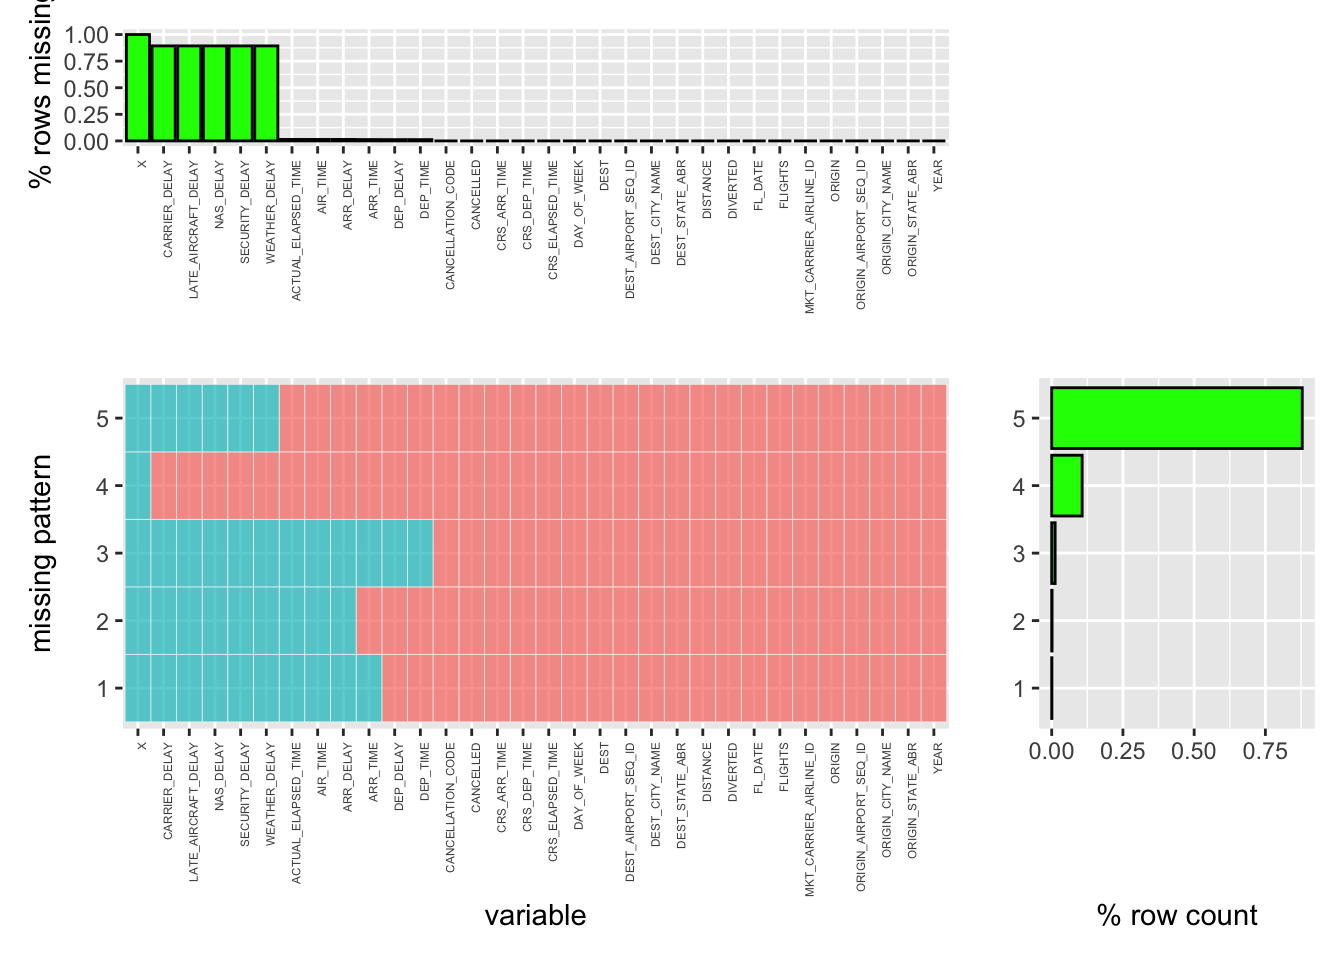 % rows missing
1.00
0.75
0.50
0.25
0.00
X
CARRIER_DELAY
LATE_AIRCRAFT_DELAY
NAS_DELAY
SECURITY_DELAY
WEATHER_DELAY
ACTUAL_ELAPSED_TIME
AIR_TIME
ARR_DELAY
ARR_TIME
DEP_DELAY
DEP_TIME
CANCELLATION_CODE
CANCELLED
CRS_ARR_TIME
CRS_DEP_TIME
CRS_ELAPSED_TIME
DAY_OF_WEEK
DEST
DEST_AIRPORT_SEQ_ID
DEST_CITY_NAME
DEST_STATE_ABR
DISTANCE
DIVERTED
FL_DATE
FLIGHTS
MKT_CARRIER_AIRLINE_ID
ORIGIN
ORIGIN_AIRPORT_SEQ_ID
ORIGIN_CITY_NAME
ORIGIN_STATE_ABR
YEAR
missing pattern
5
4
3
2
1
X
CARRIER_DELAY
LATE_AIRCRAFT_DELAY
NAS_DELAY
SECURITY_DELAY
WEATHER_DELAY
ACTUAL_ELAPSED_TIME
AIR_TIME
ARR_DELAY
ARR_TIME
DEP_DELAY
DEP_TIME
CANCELLATION_CODE
CANCELLED
CRS_ARR_TIME
CRS_DEP_TIME
CRS_ELAPSED_TIME
DAY_OF_WEEK
DEST
DEST_AIRPORT_SEQ_ID
DEST_CITY_NAME
DEST_STATE_ABR
DISTANCE
DIVERTED
FL_DATE
FLIGHTS
MKT_CARRIER_AIRLINE_ID
ORIGIN
ORIGIN_AIRPORT_SEQ_ID
ORIGIN_CITY_NAME
ORIGIN_STATE_ABR
YEAR
variable
5
4
3
2
1
0.00 0.25 0.50 0.75
% row count